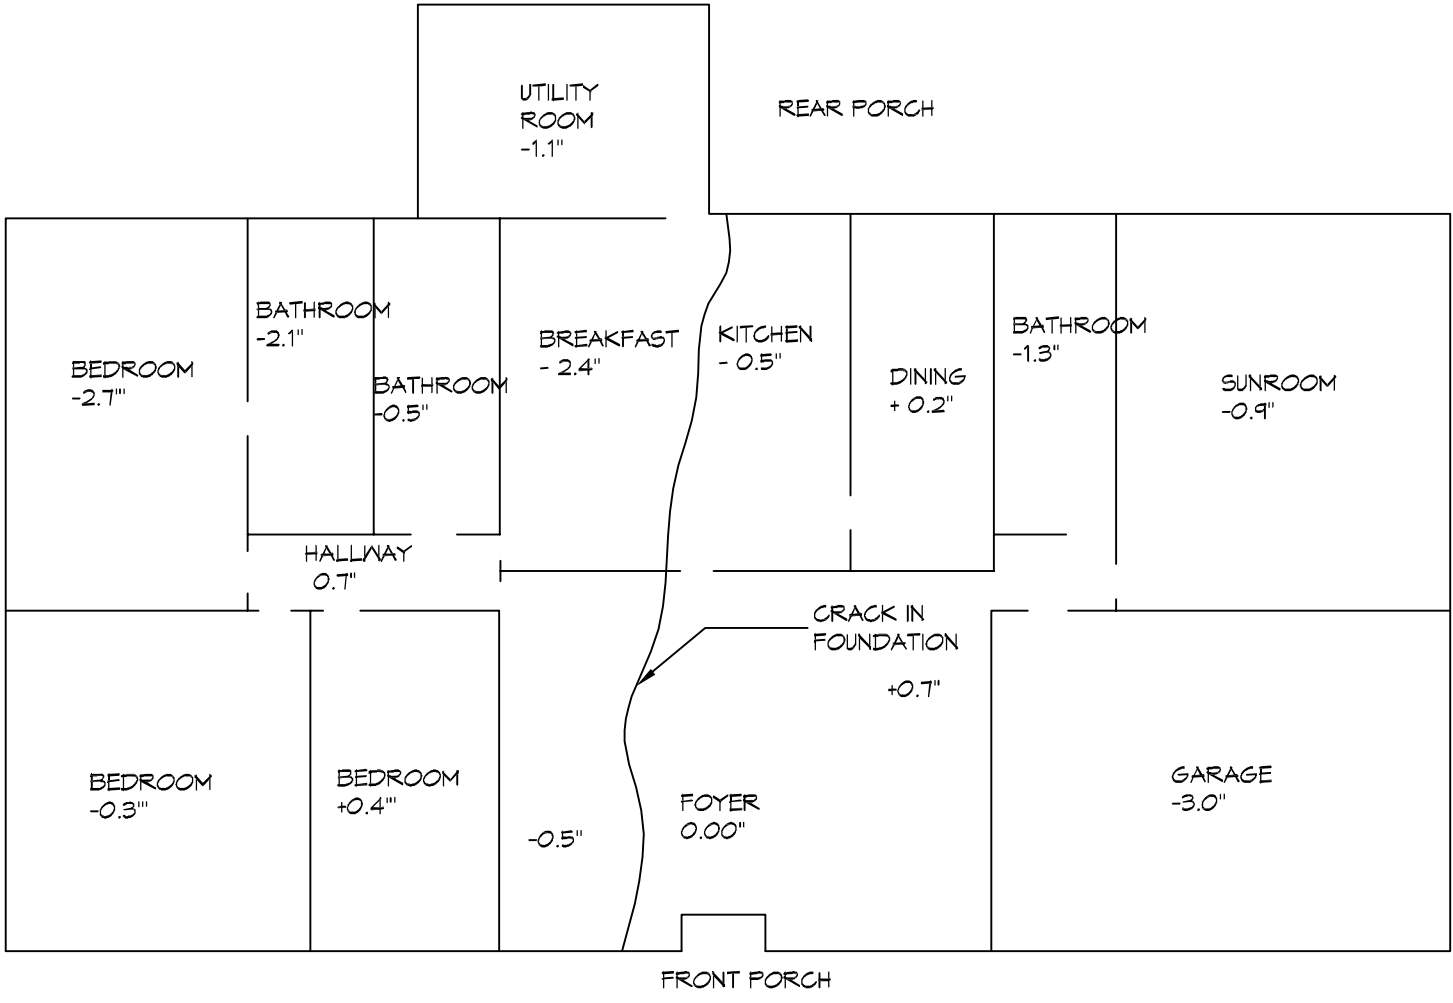 UTILITY
ROOM
-1.1"
REAR PORCH
BATHROOM
-2.1"
BREAKFAST
- 2.4"
KITCHEN
- 0.5"
BATHROOM
-1.3"
BEDROOM
-2.7'''
BATHROOM
-0.5"
DINING
+ 0.2"
SUNROOM
-0.9"
HALLWAY
0.7"
CRACK IN
FOUNDATION
+0.7"
BEDROOM
-0.3'''
BEDROOM
+0.4'''
-0.5"
FOYER
0.00"
GARAGE
-3.0"
FRONT PORCH